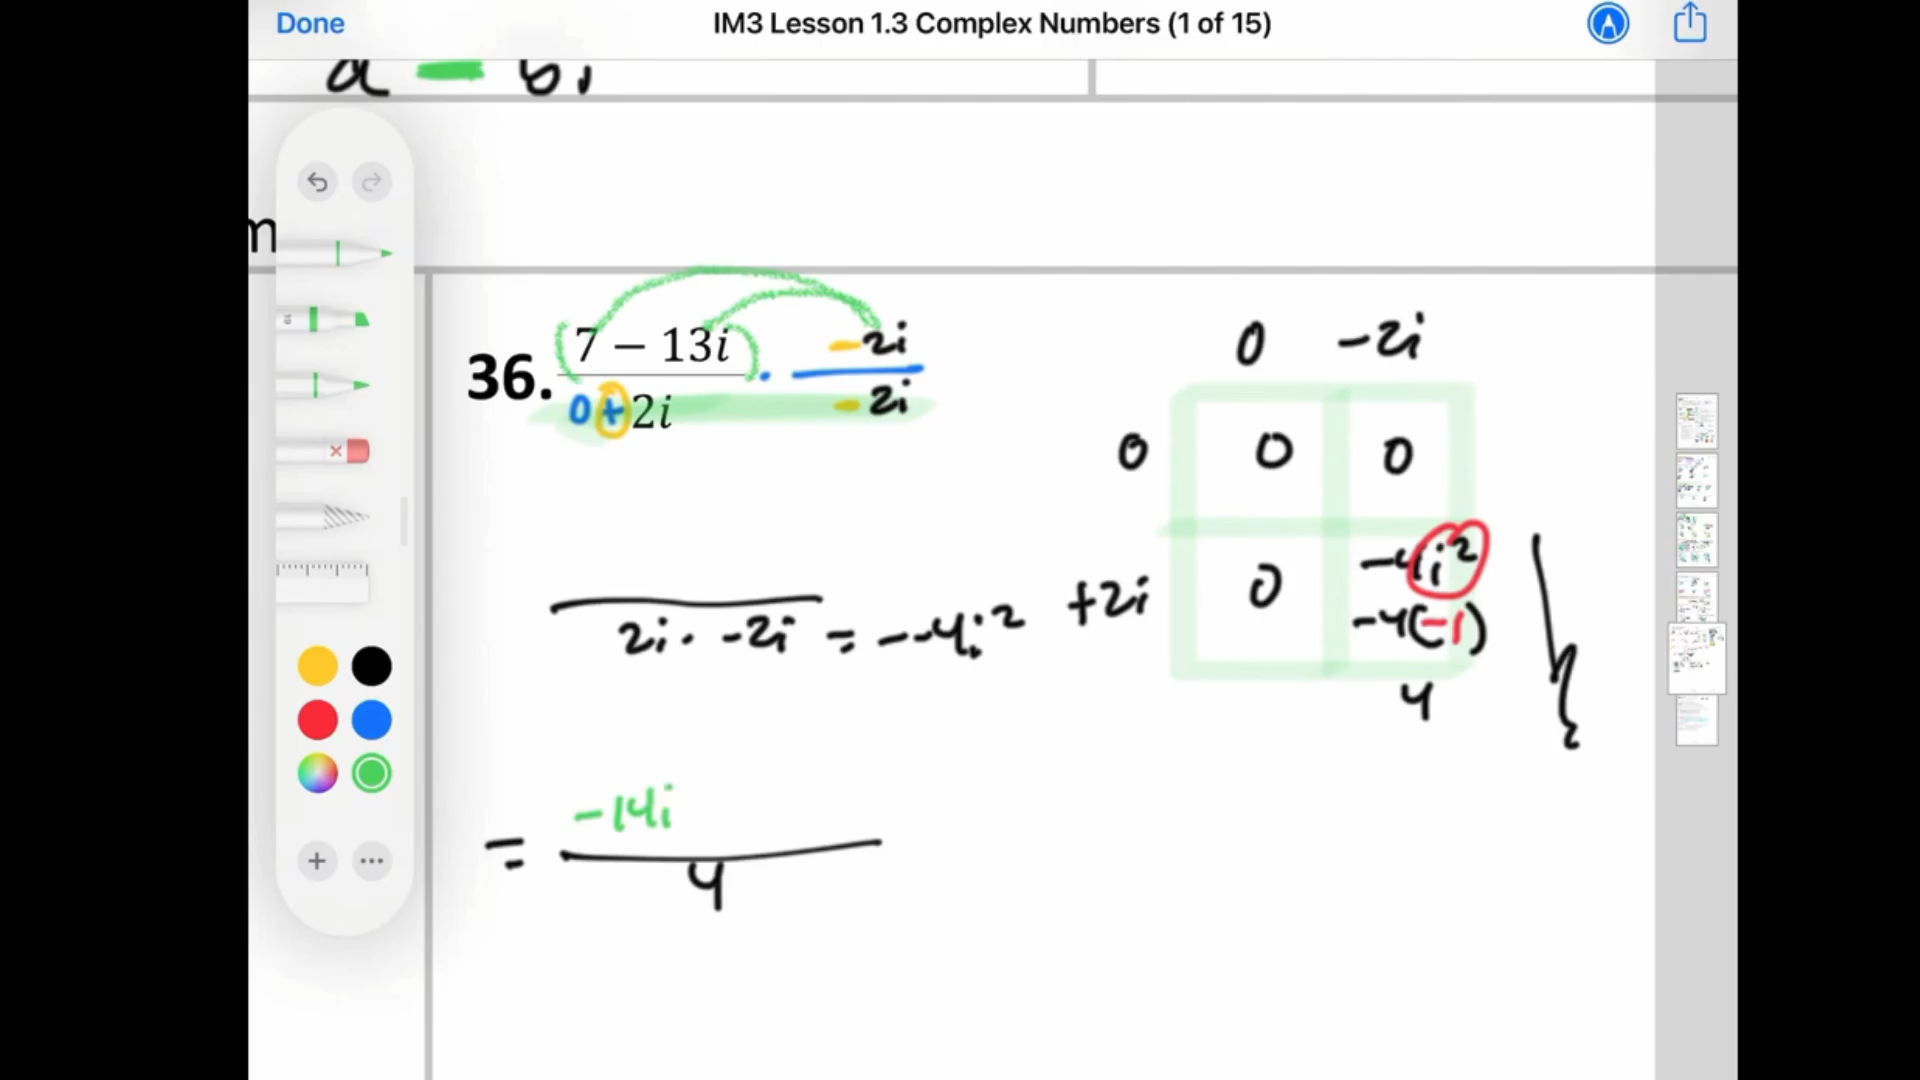 Done
IM3 Lesson 1.3 Complex Numbers (1 of 15)
a - bi
m
36. 7 − 13i · -2i
0+2i -2i
0 -2i
0 0 0
+2i 0 -4i²
-4(-1)
4
2i · -2i = --4i²
= -14i
4